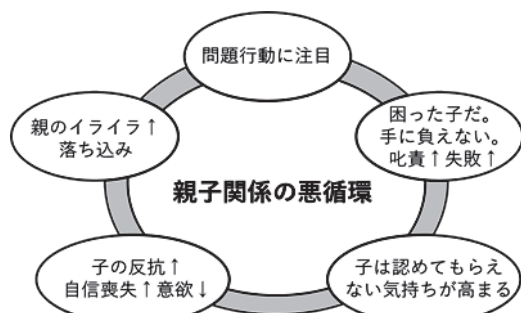 問題行動に注目
困った子だ。
手に負えない。
叱責↑失敗↑
親のイライラ↑
落ち込み
親子関係の悪循環
子の反抗↑
自信喪失↑意欲↓
子は認めてもらえ
ない気持ちが高まる